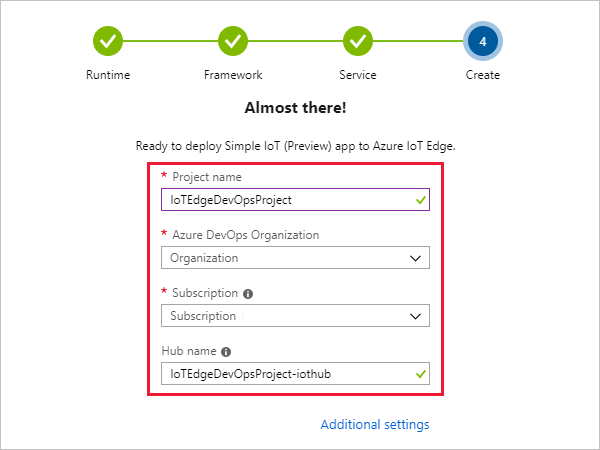 4
Runtime Framework Service Create
Almost there!
Ready to deploy Simple IoT (Preview) app to Azure IoT Edge.
* Project name
IoTEdgeDevOpsProject
* Azure DevOps Organization
Organization
* Subscription
Subscription
Hub name
IoTEdgeDevOpsProject-iothub
Additional settings